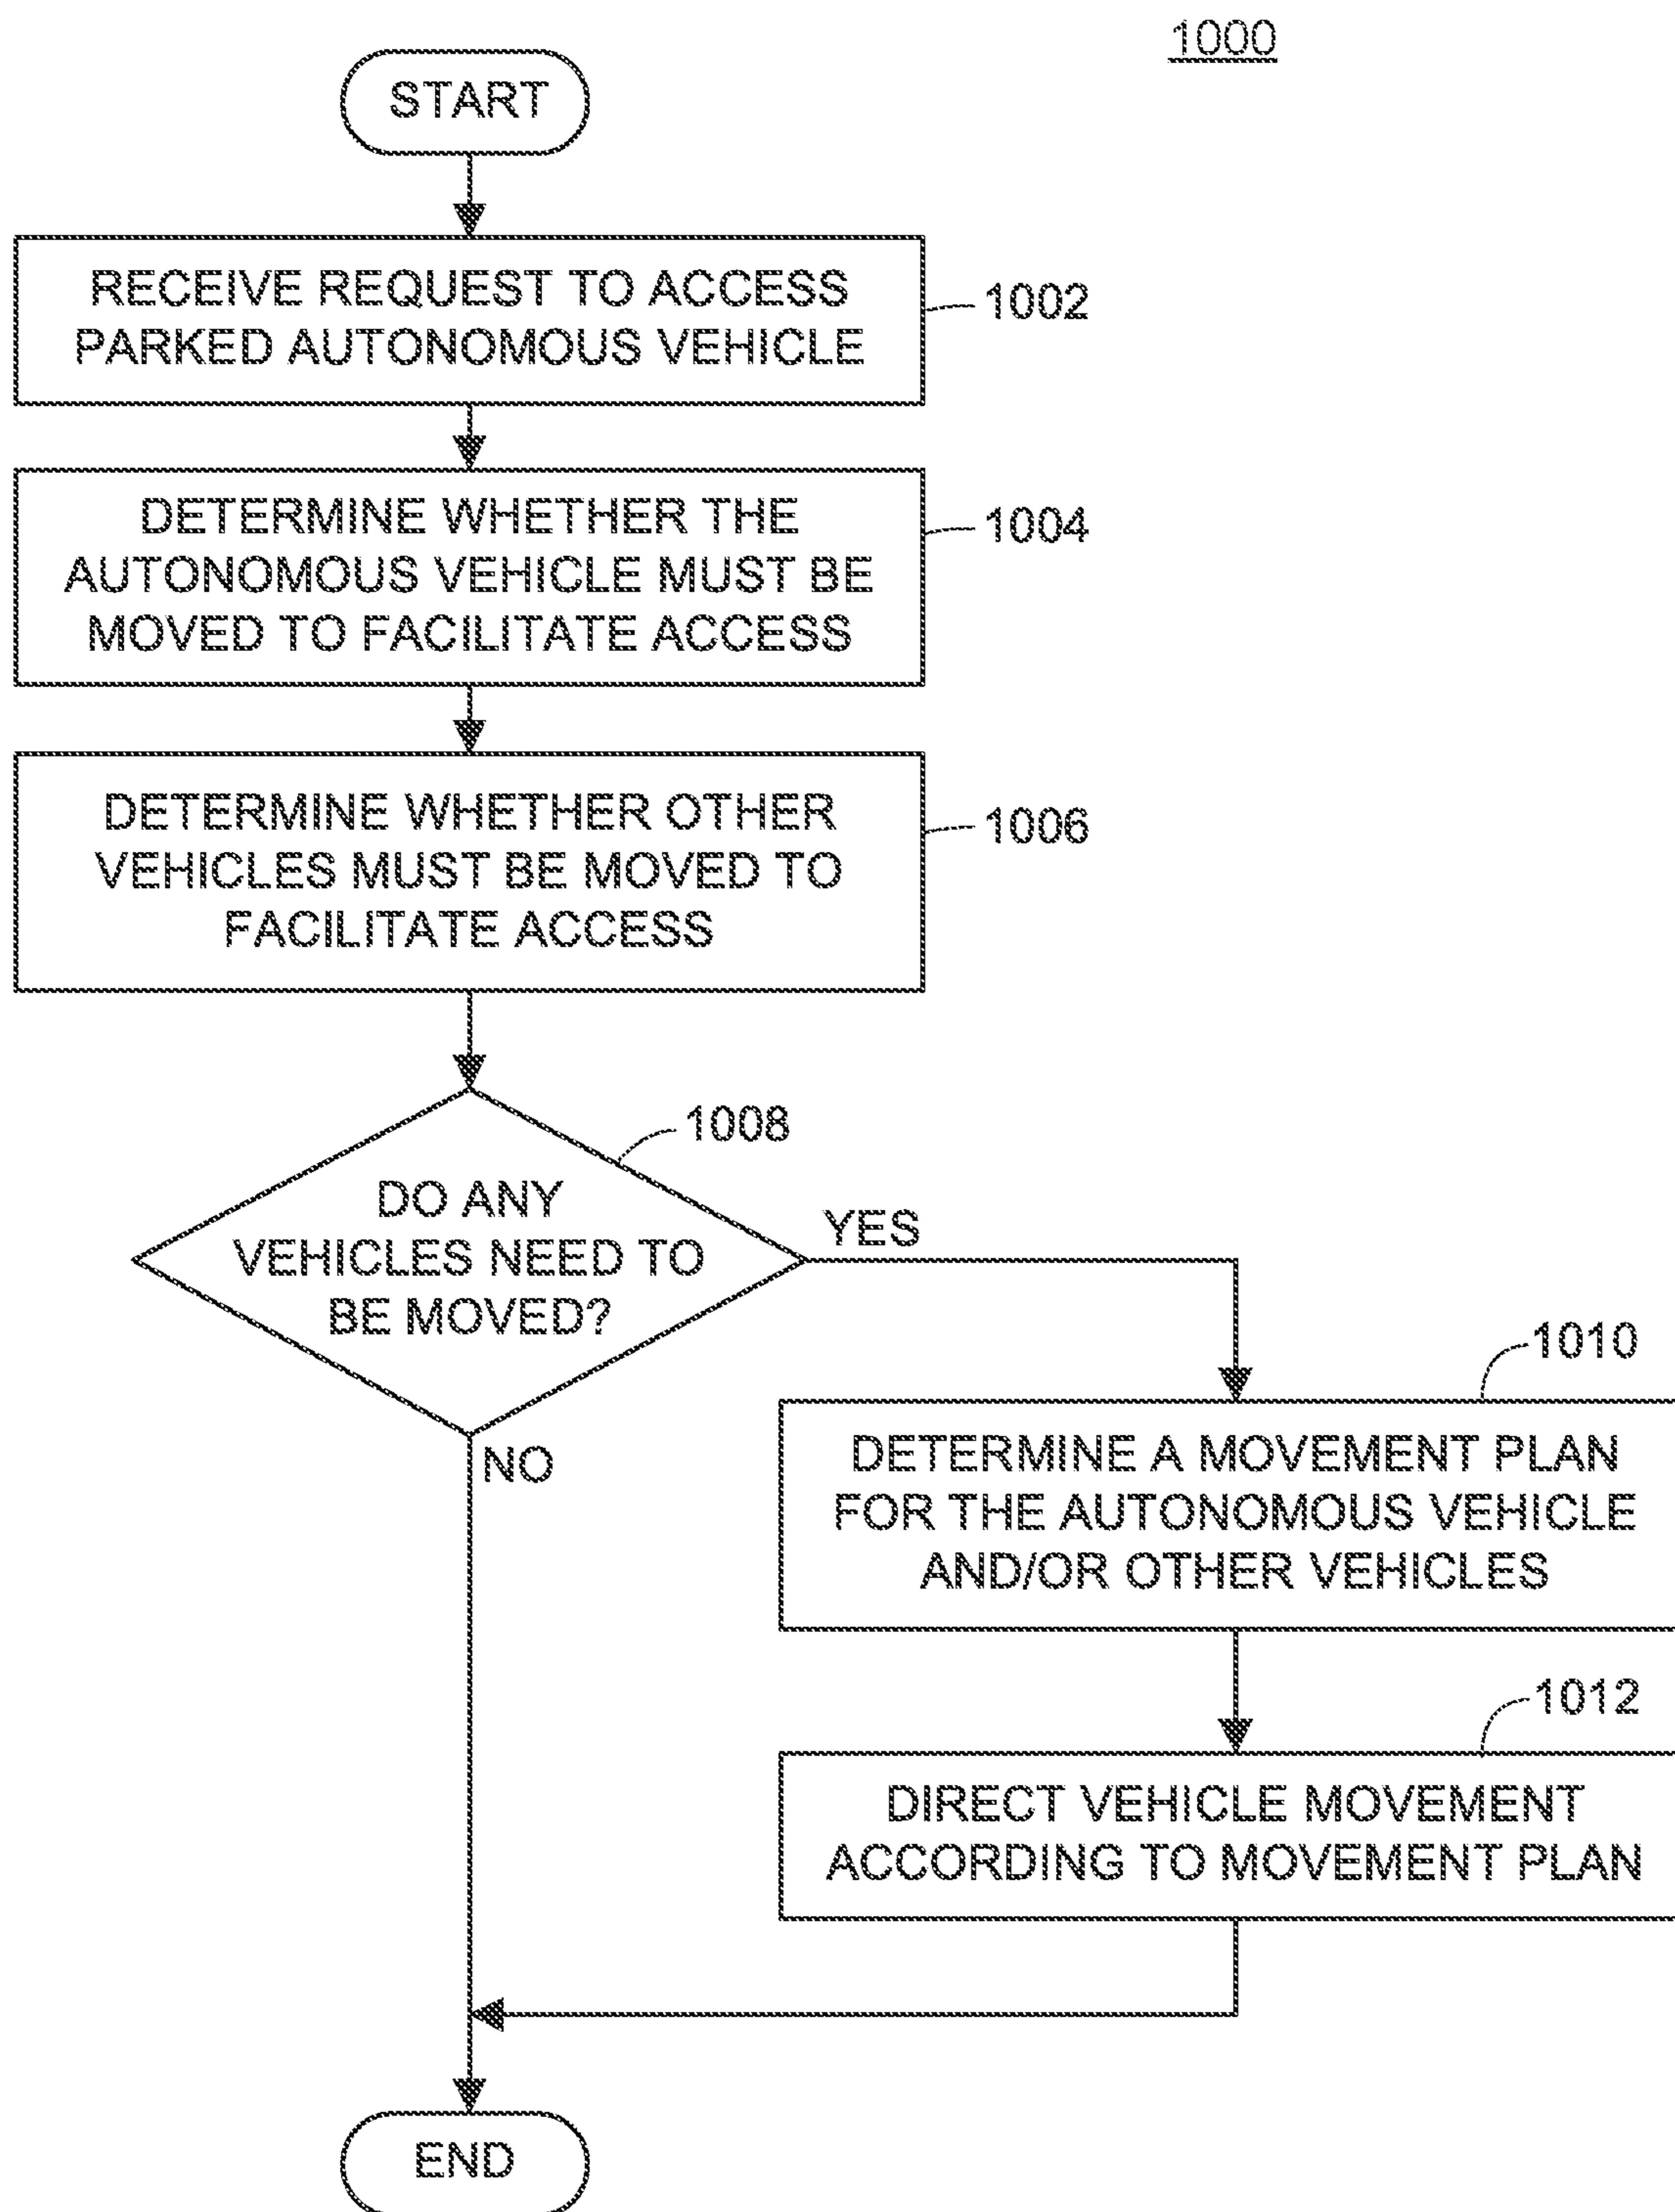 1000
START
RECEIVE REQUEST TO ACCESS
PARKED AUTONOMOUS VEHICLE
1002
DETERMINE WHETHER THE
AUTONOMOUS VEHICLE MUST BE
MOVED TO FACILITATE ACCESS
1004
DETERMINE WHETHER OTHER
VEHICLES MUST BE MOVED TO
FACILITATE ACCESS
1006
1008
DO ANY
VEHICLES NEED TO
BE MOVED?
YES
NO
1010
DETERMINE A MOVEMENT PLAN
FOR THE AUTONOMOUS VEHICLE
AND/OR OTHER VEHICLES
1012
DIRECT VEHICLE MOVEMENT
ACCORDING TO MOVEMENT PLAN
END